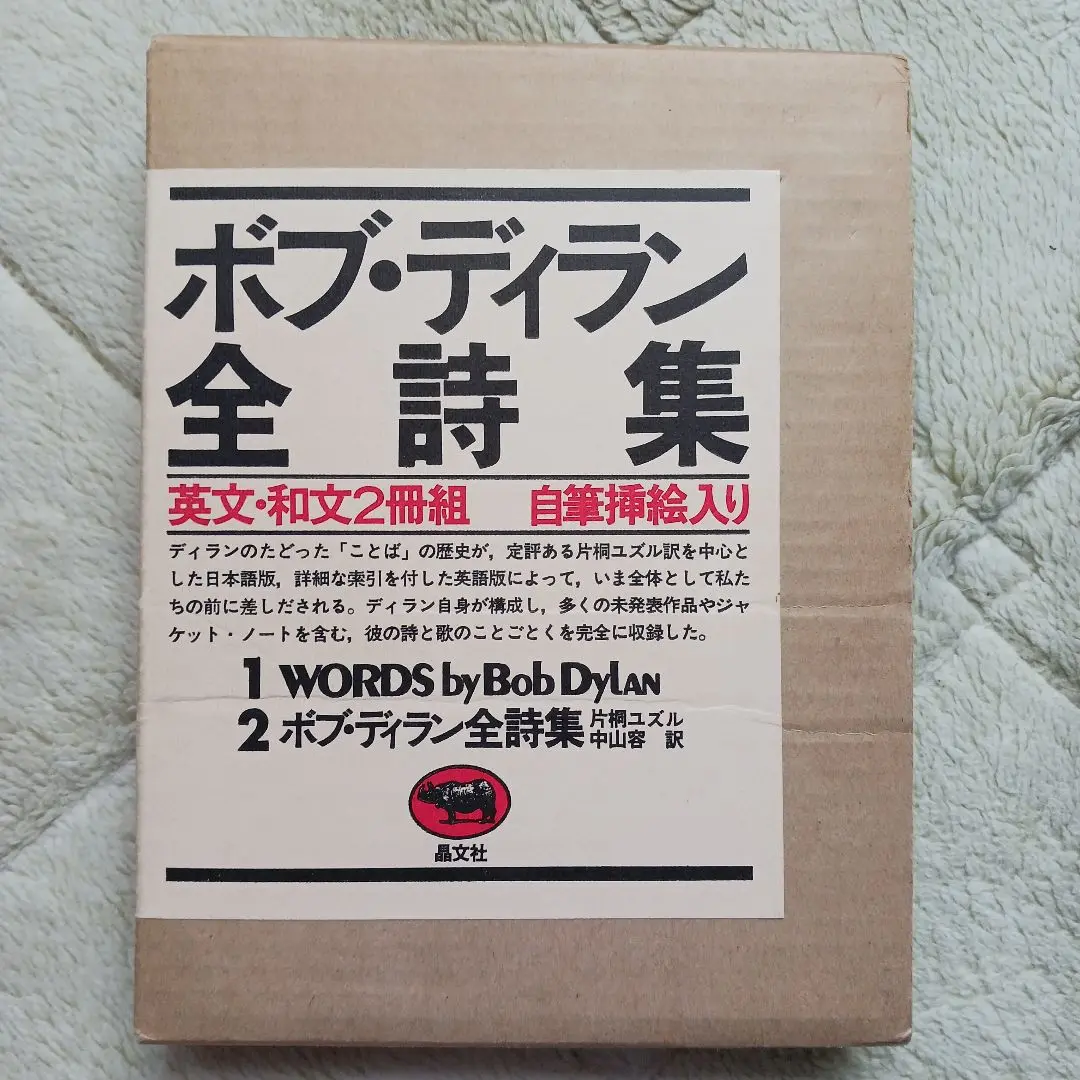 ボブ・ディラン
全詩集
英文・和文2冊組 自筆挿絵入り
ディランのたどった「ことば」の歴史が，定評ある片桐ユズル訳を中心と
した日本語版，詳細な索引を付した英語版によって，いま全体として私た
ちの前に差しだされる。ディラン自身が構成し，多くの未発表作品やジャ
ケット・ノートを含む，彼の詩と歌のことごとくを完全に収録した。
1 WORDS by Bob Dylan
2 ボブ・ディラン全詩集 片桐ユズル
中山容 訳
晶文社